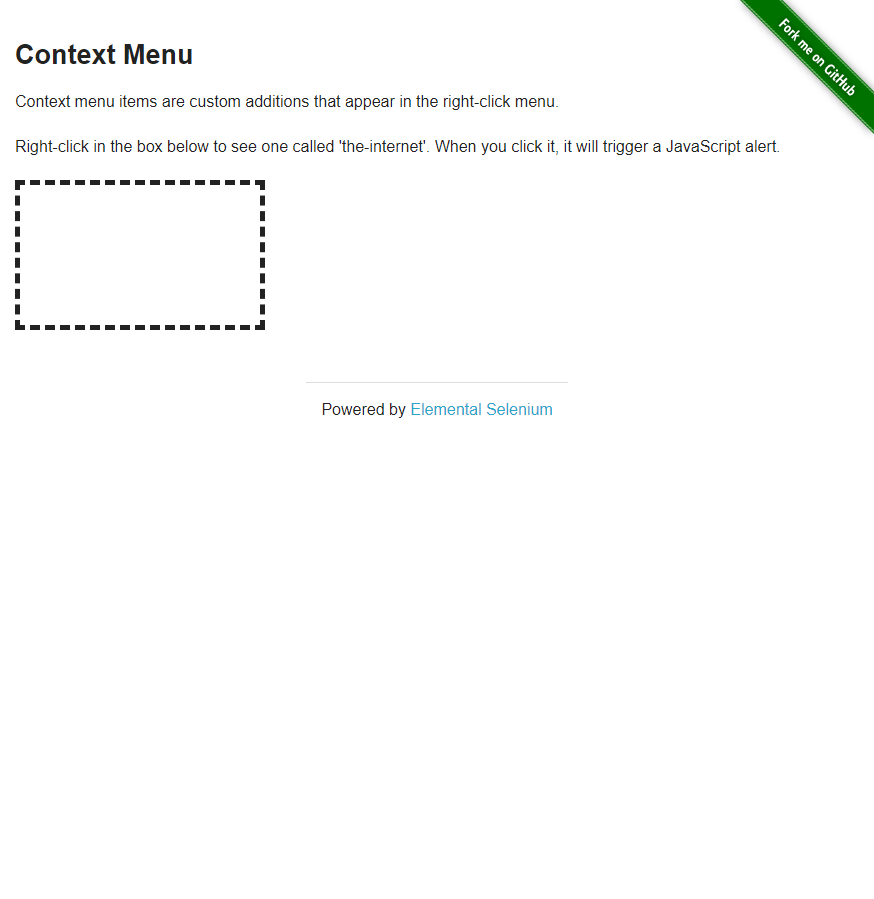 Fork me on GitHub
Context Menu
Context menu items are custom additions that appear in the right-click menu.
Right-click in the box below to see one called 'the-internet'. When you click it, it will trigger a JavaScript alert.
Powered by Elemental Selenium